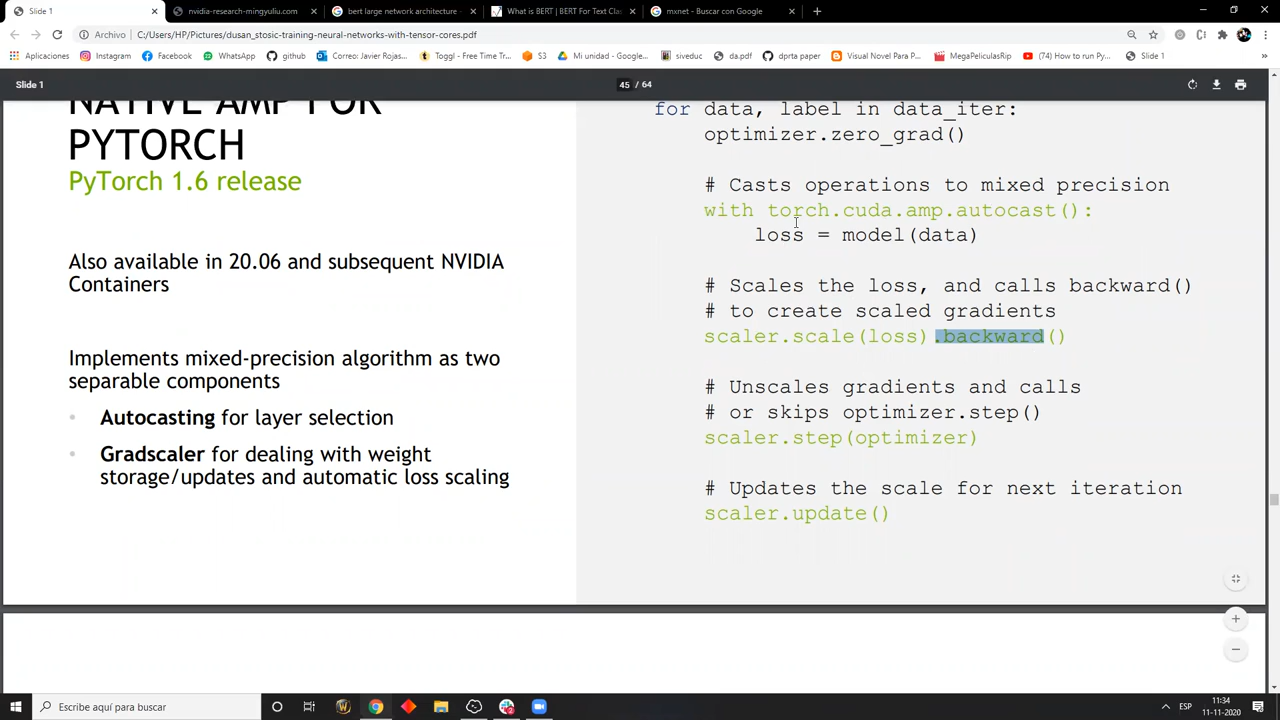 Slide 1
nvidia-research-mingyuliu.com
bert large network architecture -
What is BERT | BERT For Text Cla
mxnet - Buscar con Google
Archivo | C:/Users/HP/Pictures/dusan_stosic-training-neural-networks-with-tensor-cores.pdf
Aplicaciones
Instagram
Facebook
WhatsApp
github
Correo: Javier Rojas...
Toggl - Free Time Tr...
S3
Mi unidad - Google...
siveduc
da.pdf
dprta paper
Visual Novel Para P...
MegaPeliculasRip
(74) How to run Py...
Slide 1
Slide 1
45 / 64
NATIVE AMP FOR
PYTORCH
PyTorch 1.6 release
Also available in 20.06 and subsequent NVIDIA
Containers
Implements mixed-precision algorithm as two
separable components
• Autocasting for layer selection
• Gradscaler for dealing with weight
storage/updates and automatic loss scaling
for data, label in data_iter:
optimizer.zero_grad()
# Casts operations to mixed precision
with torch.cuda.amp.autocast():
loss = model(data)
# Scales the loss, and calls backward()
# to create scaled gradients
scaler.scale(loss).backward()
# Unscales gradients and calls
# or skips optimizer.step()
scaler.step(optimizer)
# Updates the scale for next iteration
scaler.update()
Escribe aquí para buscar
ESP
11:34
11-11-2020